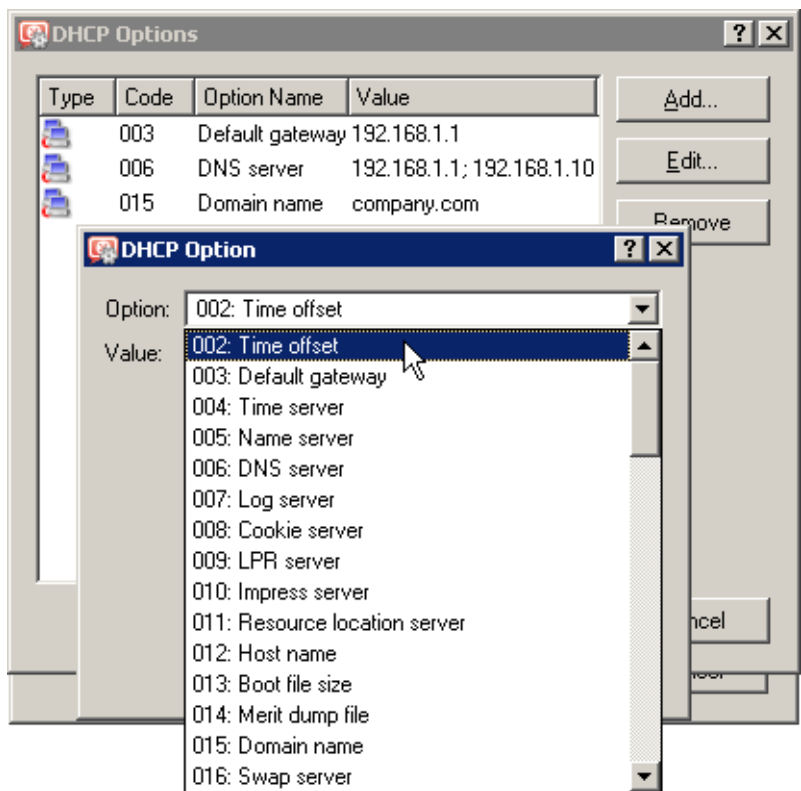 DHCP Options
Type Code Option Name Value
003 Default gateway 192.168.1.1
006 DNS server 192.168.1.1; 192.168.1.10
015 Domain name company.com
Add...
Edit...
Remove
DHCP Option
Option: 002: Time offset
Value:
002: Time offset
003: Default gateway
004: Time server
005: Name server
006: DNS server
007: Log server
008: Cookie server
009: LPR server
010: Impress server
011: Resource location server
012: Host name
013: Boot file size
014: Merit dump file
015: Domain name
016: Swap server
ncel